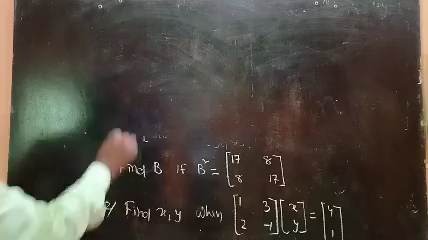 Find B if B² = [17 8
8 17]
Find x, y when [1 3
2 -1] [x
y] = [4
1]